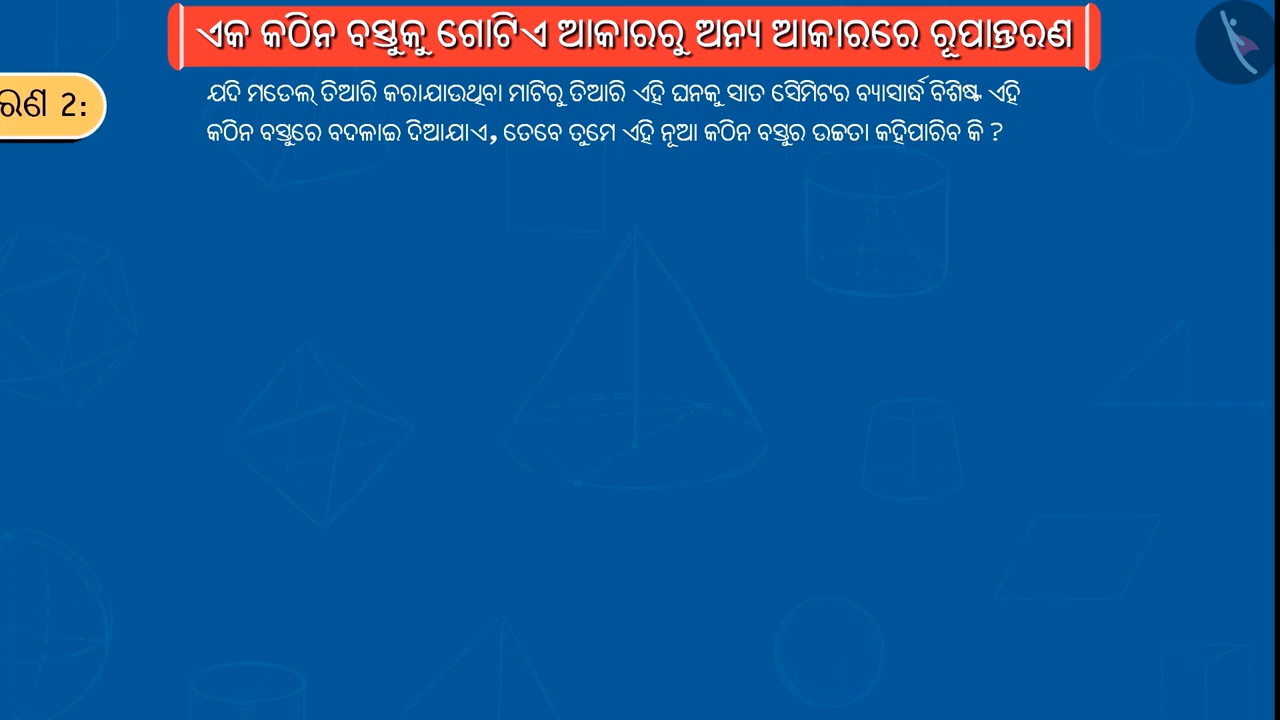 ଏକ କଠିନ ବସ୍ତୁକୁ ଗୋଟିଏ ଆକାରରୁ ଅନ୍ୟ ଆକାରରେ ରୂପାନ୍ତରଣ
ରଣ 2:
ଯଦି ମଡେଲ୍ ତିଆରି କରାଯାଉଥିବା ମାଟିରୁ ତିଆରି ଏହି ଘନକୁ ସାତ ସେମିଟର ବ୍ୟାସାର୍ଦ୍ଧ ବିଶିଷ୍ଟ ଏହି
କଠିନ ବସ୍ତୁରେ ବଦଳାଇ ଦିଆଯାଏ, ତେବେ ତୁମେ ଏହି ନୂଆ କଠିନ ବସ୍ତୁର ଉଚ୍ଚତା କହିପାରିବ କି ?